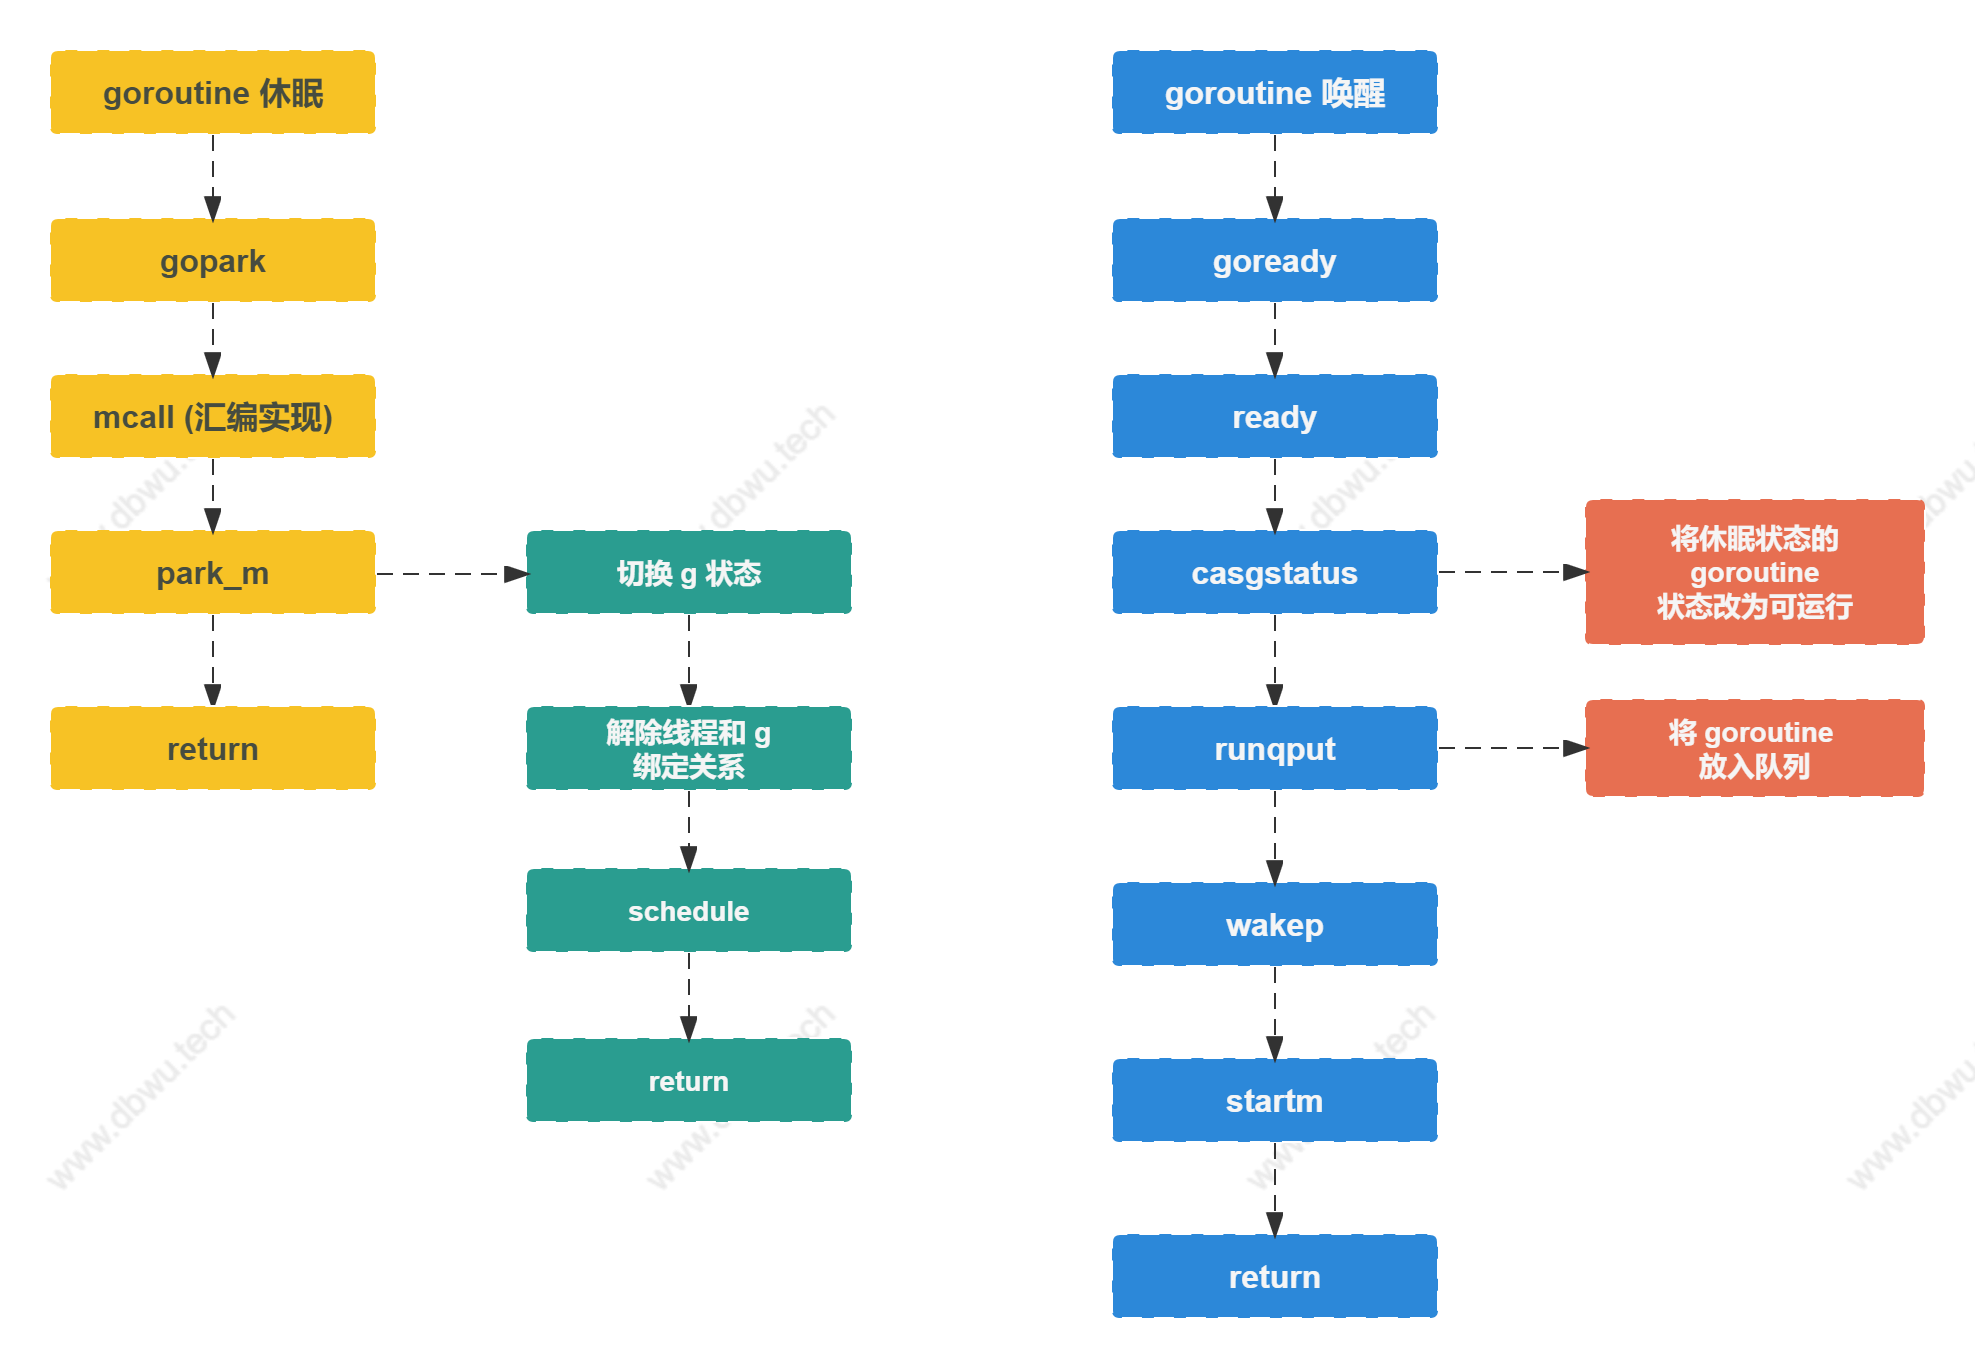 goroutine 休眠
gopark
mcall (汇编实现)
park_m
return
切换 g 状态
解除线程和 g
绑定关系
schedule
return
goroutine 唤醒
goready
ready
casgstatus
runqput
wakep
startm
return
将休眠状态的
goroutine
状态改为可运行
将 goroutine
放入队列
www.dbwu.tech